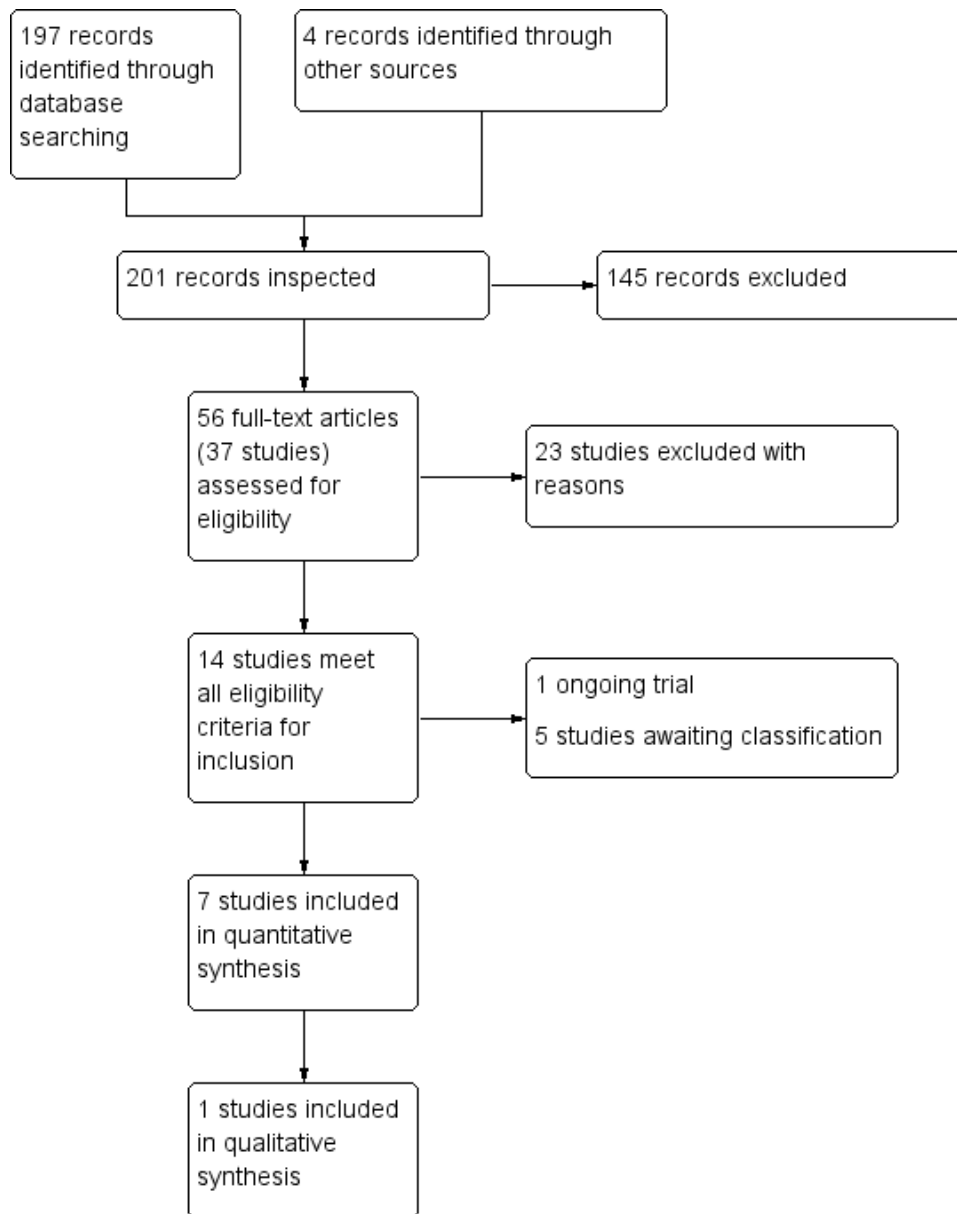 197 records
identified through
database
searching
4 records identified through
other sources
201 records inspected
145 records excluded
56 full-text articles
(37 studies)
assessed for
eligibility
23 studies excluded with
reasons
14 studies meet
all eligibility
criteria for
inclusion
1 ongoing trial
5 studies awaiting classification
7 studies included
in quantitative
synthesis
1 studies included
in qualitative
synthesis